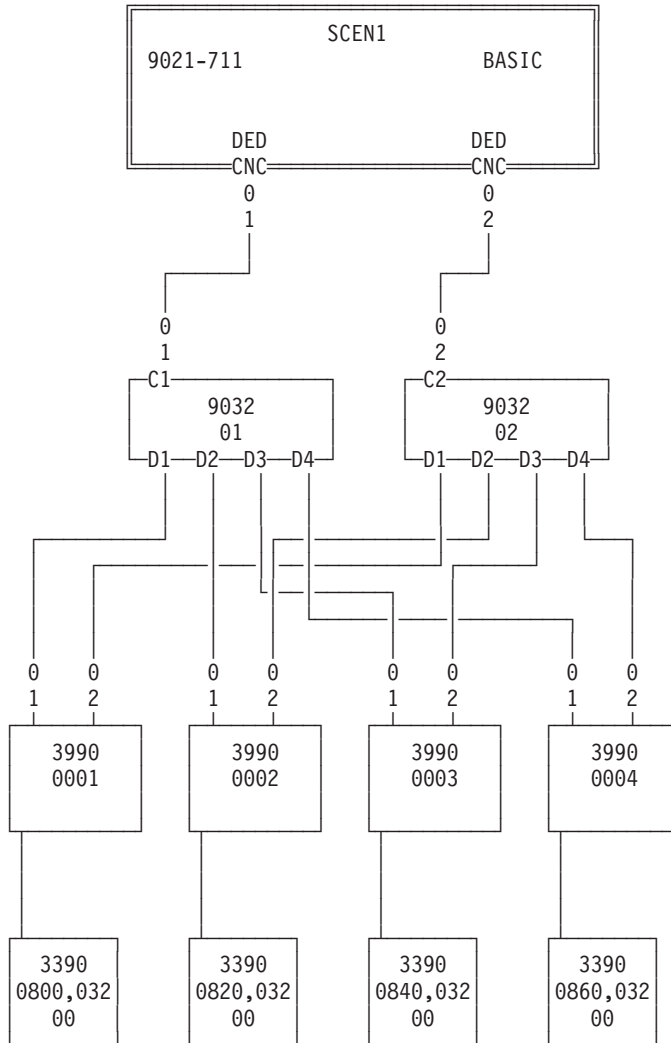 SCEN1
9021-711 BASIC
DED DED
CNC CNC
0 0
1 2
0 0
1 2
C1 C2
9032 9032
01 02
D1 D2 D3 D4 D1 D2 D3 D4
0 0 0 0 0 0 0 0
1 2 1 2 1 2 1 2
3990 3990 3990 3990
0001 0002 0003 0004
3390 3390 3390 3390
0800,032 0820,032 0840,032 0860,032
00 00 00 00